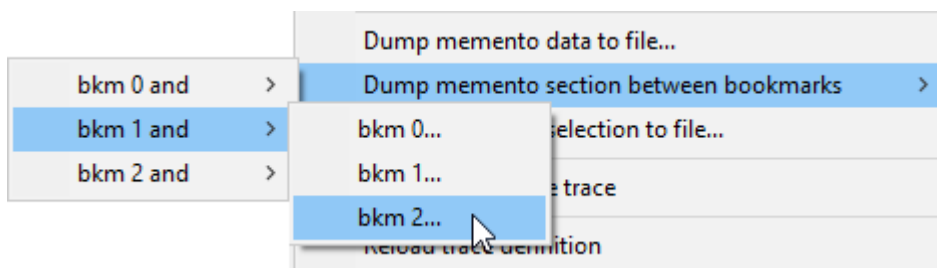 Dump memento data to file...
Dump memento section between bookmarks
bkm 0 and
bkm 1 and
bkm 2 and
bkm 0...
bkm 1...
bkm 2...
selection to file...
trace
Reload trace definition